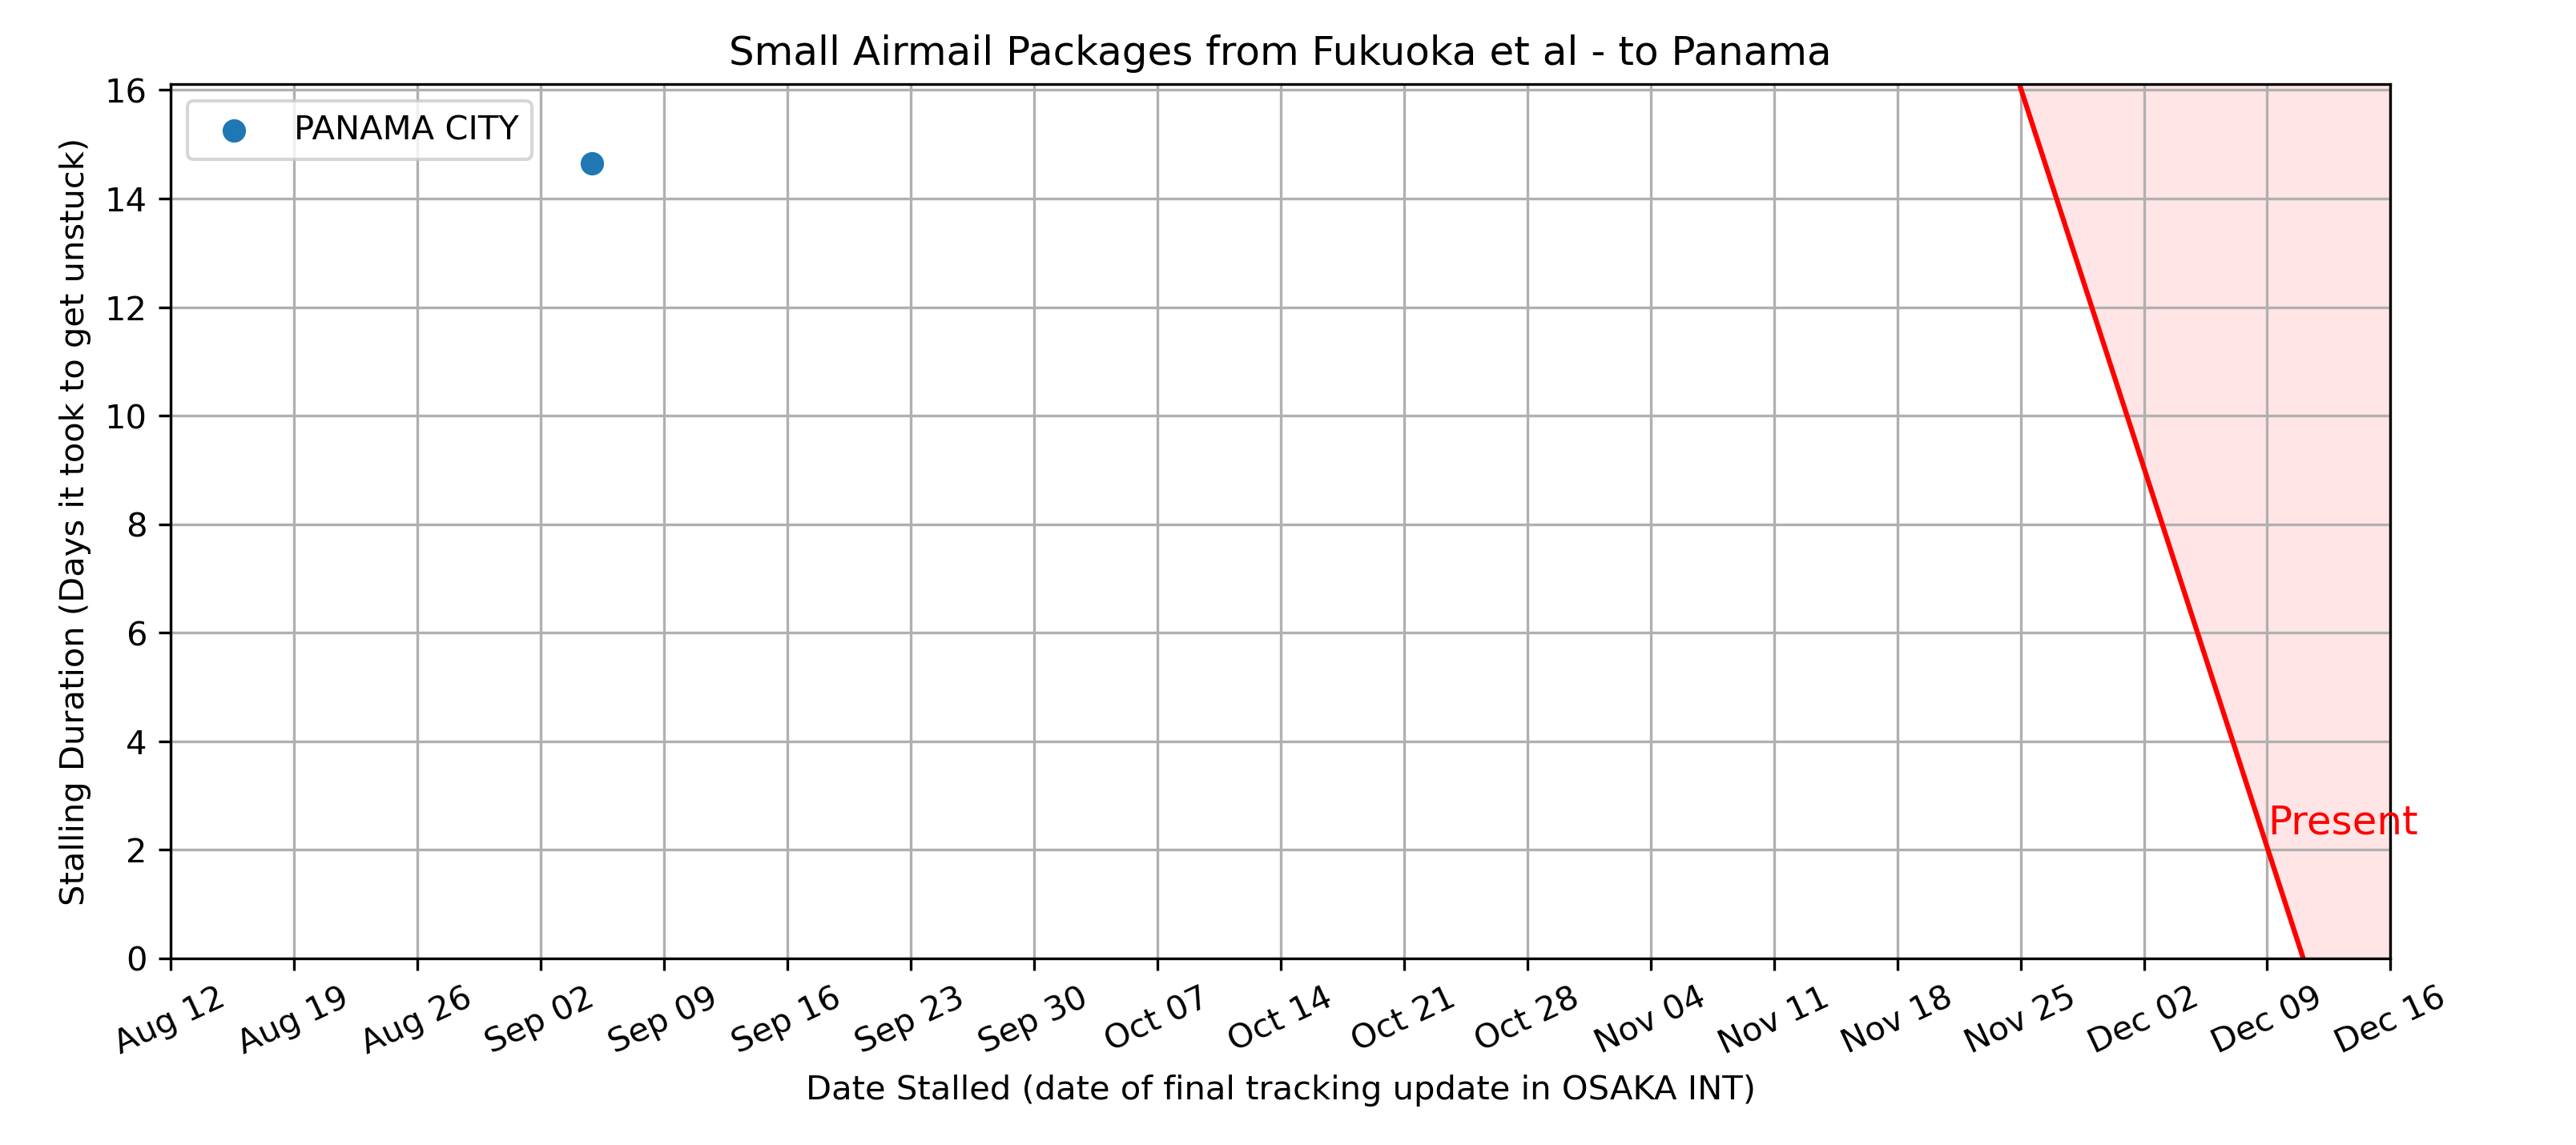 Small Airmail Packages from Fukuoka et al - to Panama
PANAMA CITY
Stalling Duration (Days it took to get unstuck)
16
14
12
10
8
6
4
2
0
Present
Aug 12
Aug 19
Aug 26
Sep 02
Sep 09
Sep 16
Sep 23
Sep 30
Oct 07
Oct 14
Oct 21
Oct 28
Nov 04
Nov 11
Nov 18
Nov 25
Dec 02
Dec 09
Dec 16
Date Stalled (date of final tracking update in OSAKA INT)